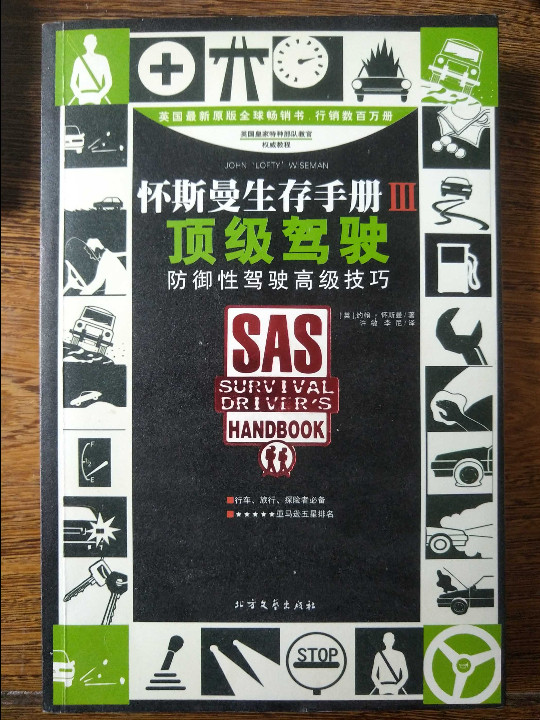 英国最新原版全球畅销书，行销数百万册
英国皇家特种部队教官
权威教程
JOHN "LOFTY" WISEMAN
怀斯曼生存手册III
顶级驾驶
防御性驾驶高级技巧
[英]约翰·怀斯曼/著
许敏 李尼/译
SAS
SURVIVAL
DRIVER'S
HANDBOOK
■行车、旅行、探险者必备
■★★★★★亚马逊五星排名
北方文艺出版社
F
1/2
E
STOP